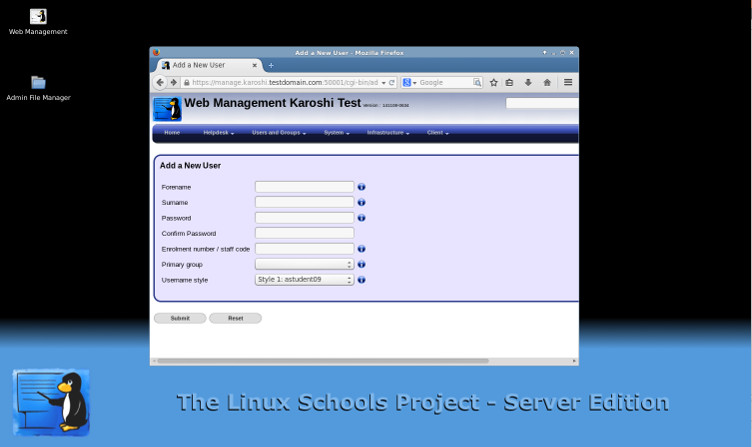 Web Management
Admin File Manager
Add a New User - Mozilla Firefox
Add a New User
https://manage.karoshi.testdomain.com:50001/cgi-bin/ad
Google
Web Management Karoshi Test Version :
Home Helpdesk Users and Groups System Infrastructure Client
Add a New User
Forename
Surname
Password
Confirm Password
Enrolment number / staff code
Primary group
Username style Style 1: astudent09
Submit Reset
The Linux Schools Project - Server Edition